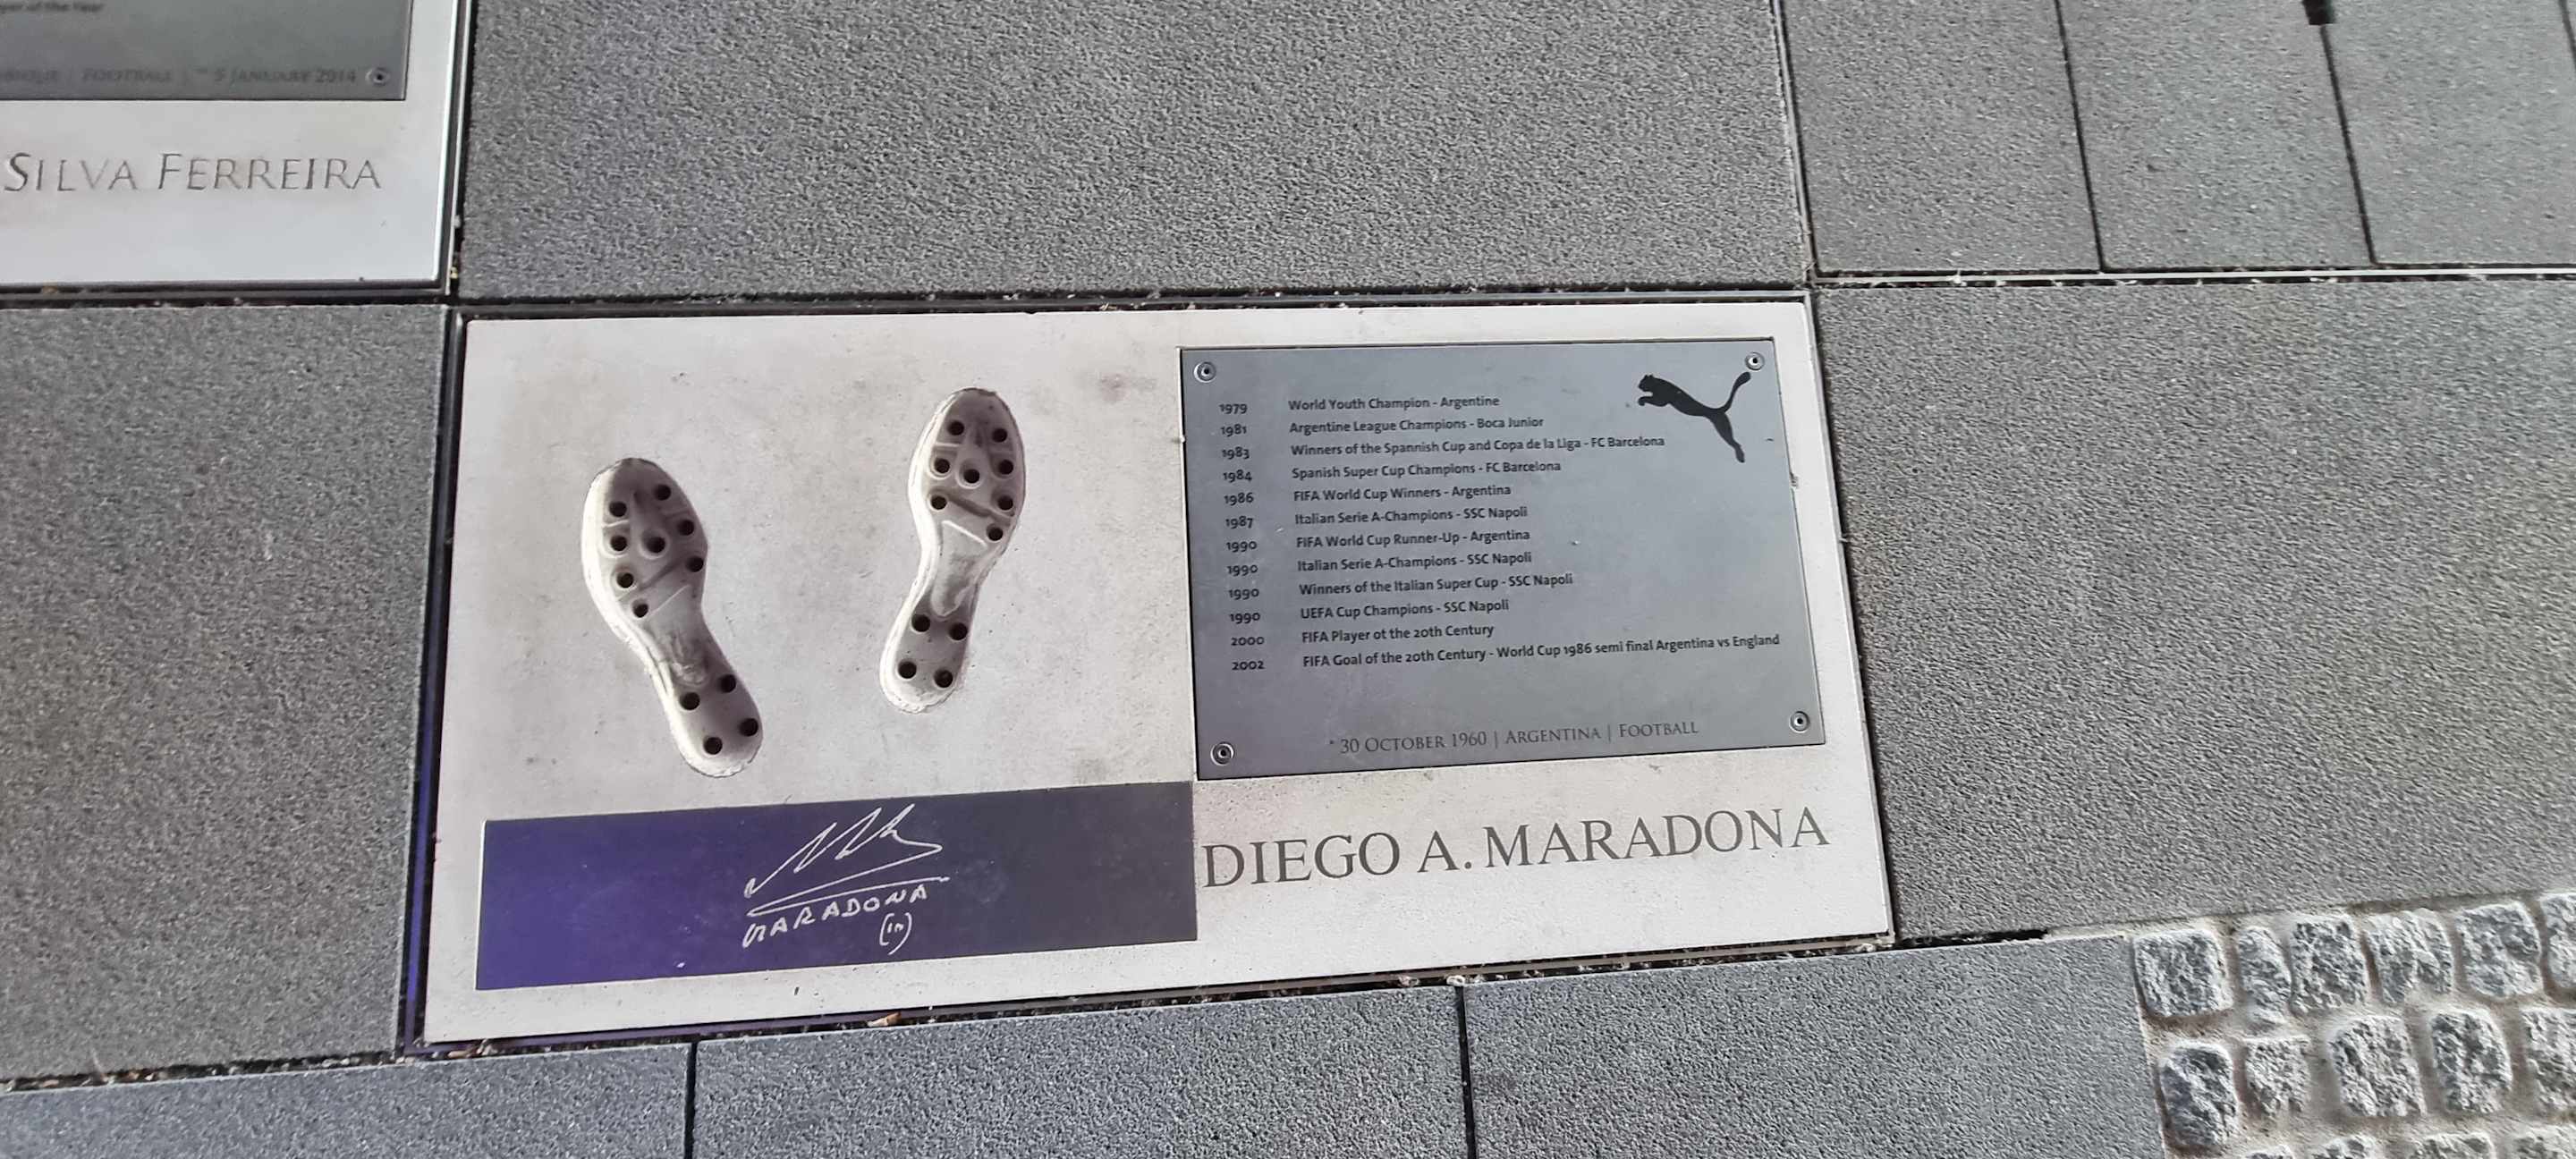 FOOTBALL | 5 JANUARY 2014
SILVA FERREIRA
1979 World Youth Champion - Argentine
1981 Argentine League Champions - Boca Junior
1983 Winners of the Spannish Cup and Copa de la Liga - FC Barcelona
1984 Spanish Super Cup Champions - FC Barcelona
1986 FIFA World Cup Winners - Argentina
1987 Italian Serie A-Champions - SSC Napoli
1990 FIFA World Cup Runner-Up - Argentina
1990 Italian Serie A-Champions - SSC Napoli
1990 Winners of the Italian Super Cup - SSC Napoli
1990 UEFA Cup Champions - SSC Napoli
2000 FIFA Player ot the 20th Century
2002 FIFA Goal of the 20th Century - World Cup 1986 semi final Argentina vs England
* 30 OCTOBER 1960 | ARGENTINA | FOOTBALL
MARADONA
DIEGO A. MARADONA